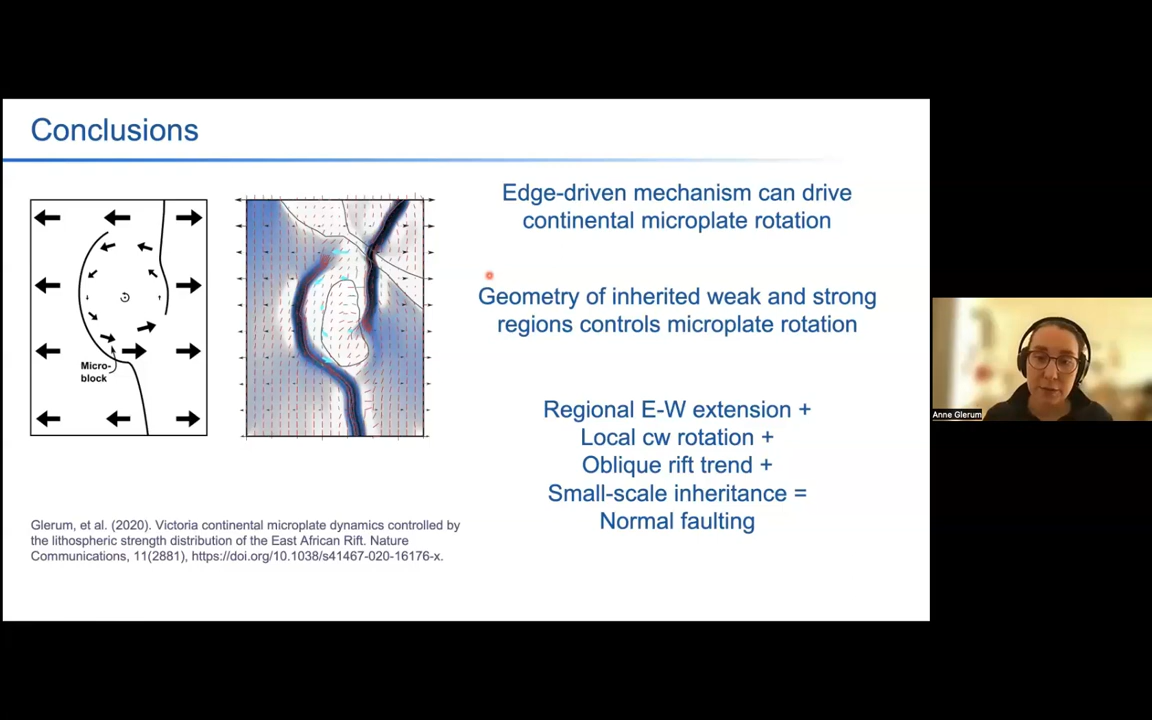 Conclusions
Edge-driven mechanism can drive
continental microplate rotation
Geometry of inherited weak and strong
regions controls microplate rotation
Micro-
block
Regional E-W extension +
Local cw rotation +
Oblique rift trend +
Small-scale inheritance =
Normal faulting
Glerum, et al. (2020). Victoria continental microplate dynamics controlled by
the lithospheric strength distribution of the East African Rift. Nature
Communications, 11(2881), https://doi.org/10.1038/s41467-020-16176-x.
Anne Glerum